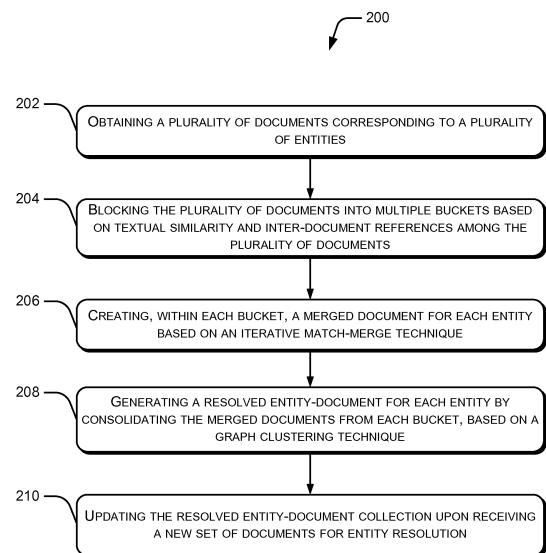 200
202
OBTAINING A PLURALITY OF DOCUMENTS CORRESPONDING TO A PLURALITY
OF ENTITIES
204
BLOCKING THE PLURALITY OF DOCUMENTS INTO MULTIPLE BUCKETS BASED
ON TEXTUAL SIMILARITY AND INTER-DOCUMENT REFERENCES AMONG THE
PLURALITY OF DOCUMENTS
206
CREATING, WITHIN EACH BUCKET, A MERGED DOCUMENT FOR EACH ENTITY
BASED ON AN ITERATIVE MATCH-MERGE TECHNIQUE
208
GENERATING A RESOLVED ENTITY-DOCUMENT FOR EACH ENTITY BY
CONSOLIDATING THE MERGED DOCUMENTS FROM EACH BUCKET, BASED ON A
GRAPH CLUSTERING TECHNIQUE
210
UPDATING THE RESOLVED ENTITY-DOCUMENT COLLECTION UPON RECEIVING
A NEW SET OF DOCUMENTS FOR ENTITY RESOLUTION